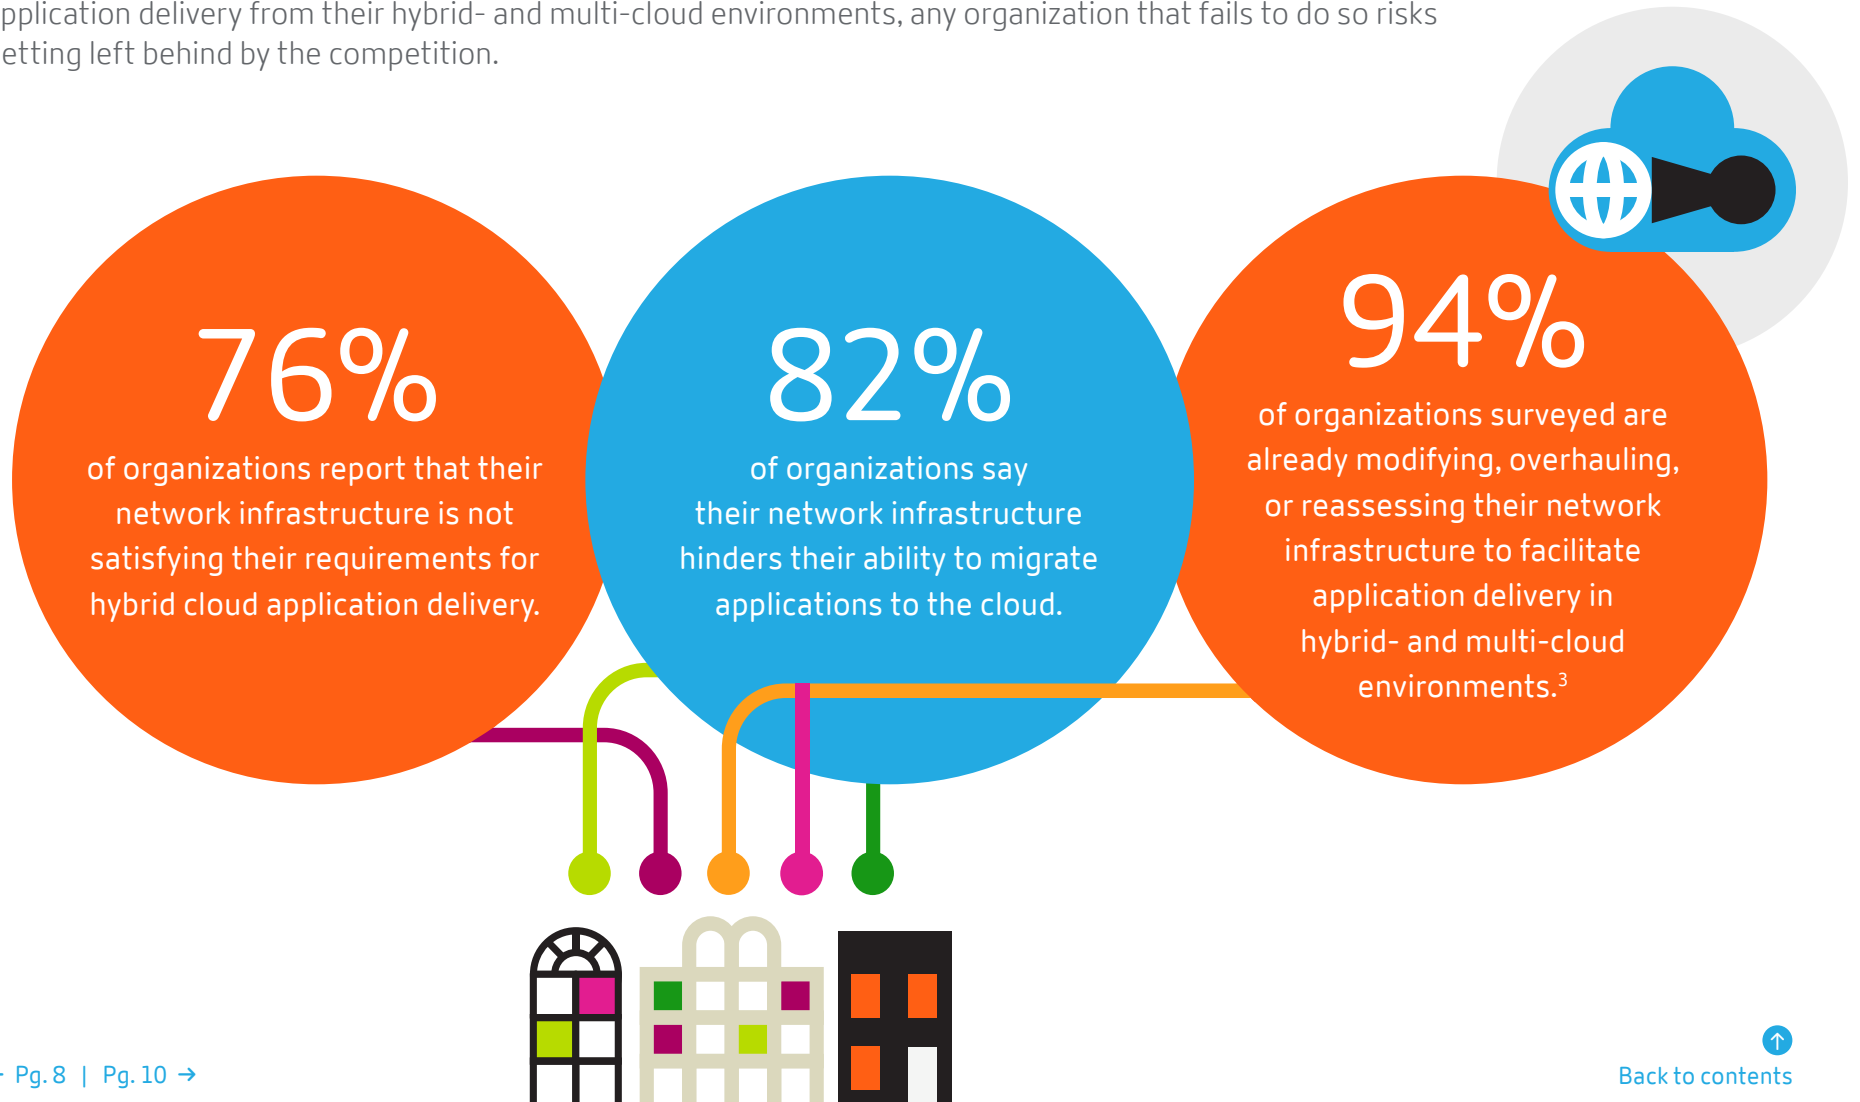 pplication delivery from their hybrid- and multi-cloud environments, any organization that fails to do so risks
etting left behind by the competition.
76%
of organizations report that their
network infrastructure is not
satisfying their requirements for
hybrid cloud application delivery.
82%
of organizations say
their network infrastructure
hinders their ability to migrate
applications to the cloud.
94%
of organizations surveyed are
already modifying, overhauling,
or reassessing their network
infrastructure to facilitate
application delivery in
hybrid- and multi-cloud
environments.³
Pg. 8 | Pg. 10 →
Back to contents